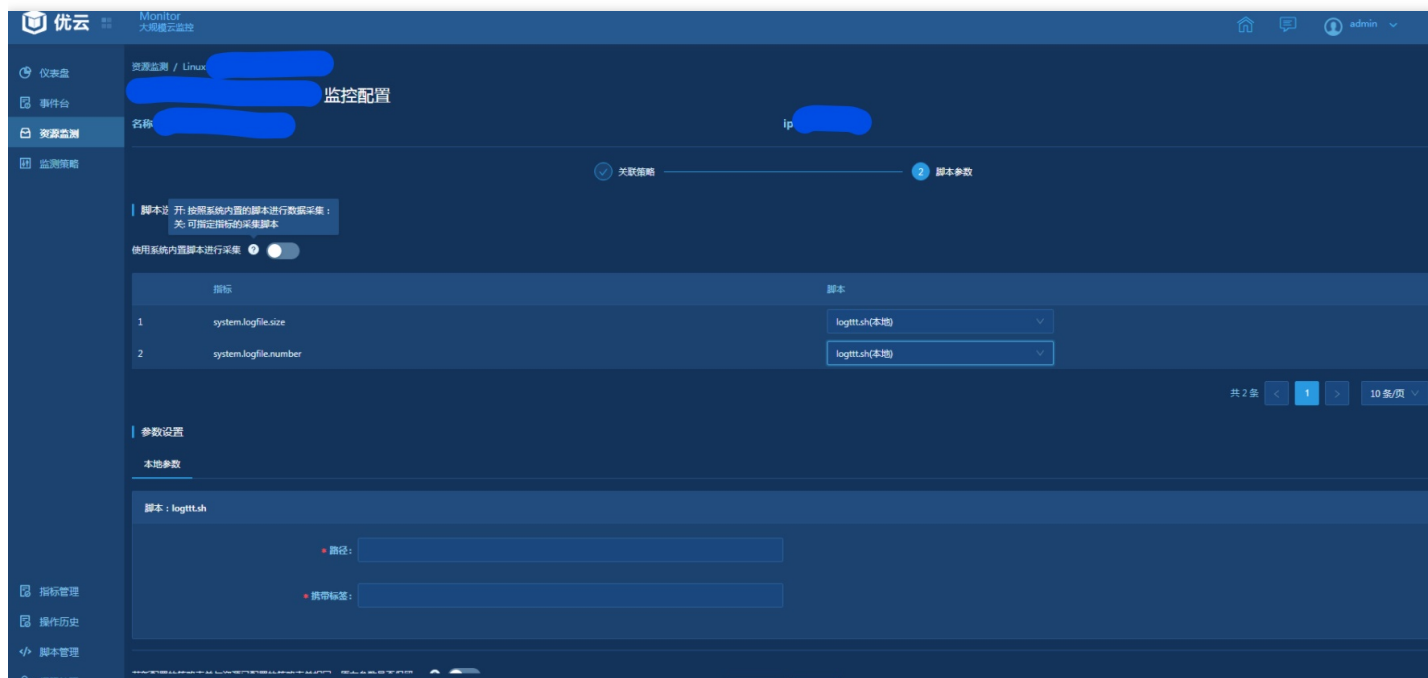 优云
Monitor
大规模云监控
admin
仪表盘
事件台
资源监测
监测策略
指标管理
操作历史
脚本管理
资源监测 / Linux
监控配置
名称
ip
关联策略
2 脚本参数
脚本选
开: 按照系统内置的脚本进行数据采集；
关: 可指定指标的采集脚本
使用系统内置脚本进行采集 ?
指标 脚本
1 system.logfile.size logttt.sh(本地)
2 system.logfile.number logttt.sh(本地)
共 2 条 < 1 > 10 条/页
参数设置
本地参数
脚本：logttt.sh
路径：
携带标签：